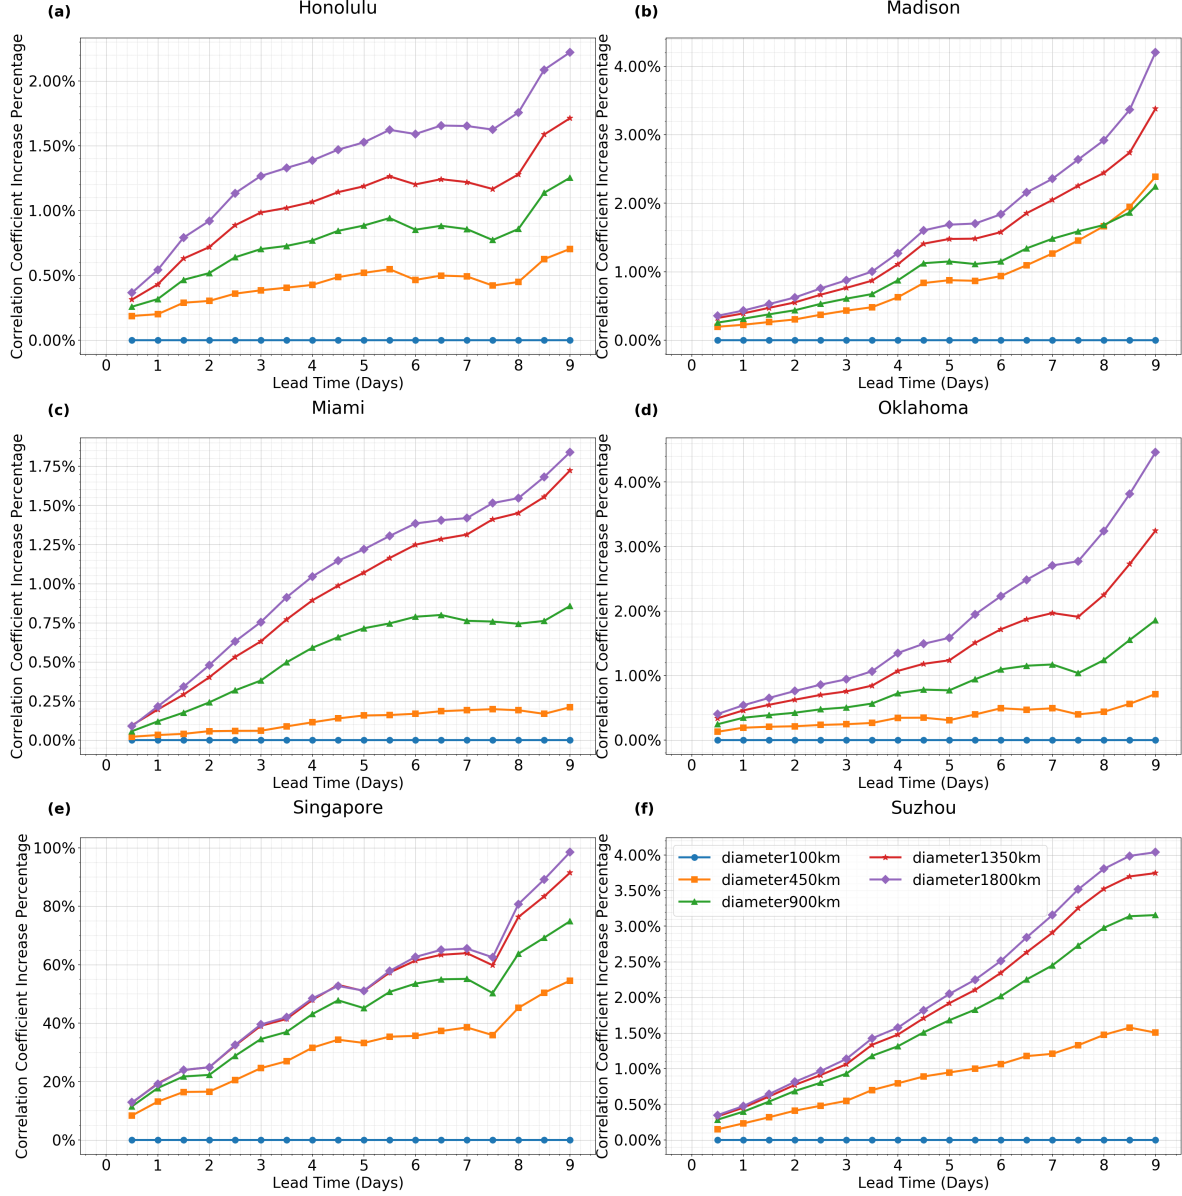 (a)
Honolulu
Correlation Coefficient Increase Percentage
2.00%
1.50%
1.00%
0.50%
0.00%
0 1 2 3 4 5 6 7 8 9
Lead Time (Days)
(b)
Madison
Correlation Coefficient Increase Percentage
4.00%
3.00%
2.00%
1.00%
0.00%
0 1 2 3 4 5 6 7 8 9
Lead Time (Days)
(c)
Miami
Correlation Coefficient Increase Percentage
1.75%
1.50%
1.25%
1.00%
0.75%
0.50%
0.25%
0.00%
0 1 2 3 4 5 6 7 8 9
Lead Time (Days)
(d)
Oklahoma
Correlation Coefficient Increase Percentage
4.00%
3.00%
2.00%
1.00%
0.00%
0 1 2 3 4 5 6 7 8 9
Lead Time (Days)
(e)
Singapore
Correlation Coefficient Increase Percentage
100%
80%
60%
40%
20%
0%
0 1 2 3 4 5 6 7 8 9
Lead Time (Days)
(f)
Suzhou
Correlation Coefficient Increase Percentage
4.00%
3.50%
3.00%
2.50%
2.00%
1.50%
1.00%
0.50%
0.00%
diameter100km
diameter450km
diameter900km
diameter1350km
diameter1800km
0 1 2 3 4 5 6 7 8 9
Lead Time (Days)